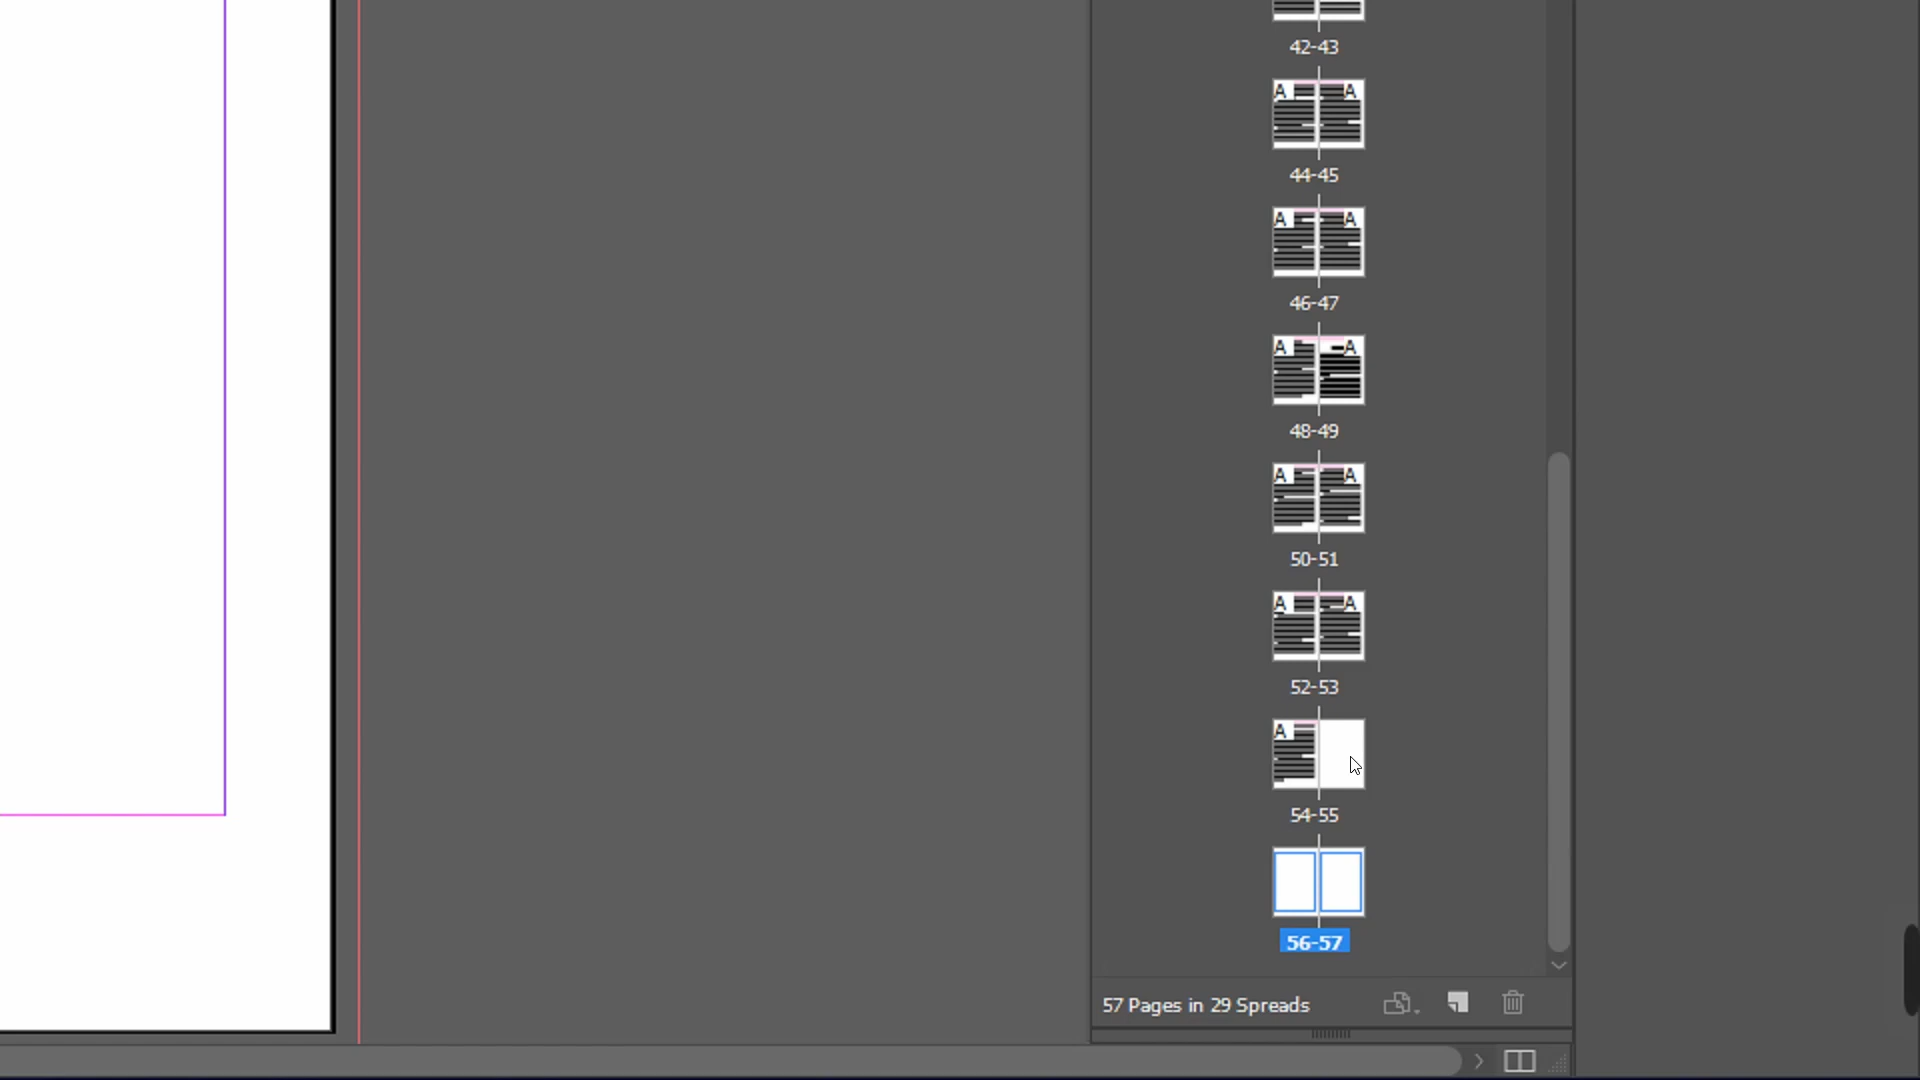 42-43
A A
44-45
A A
46-47
A A
48-49
A A
50-51
A A
52-53
A
54-55
56-57
57 Pages in 29 Spreads